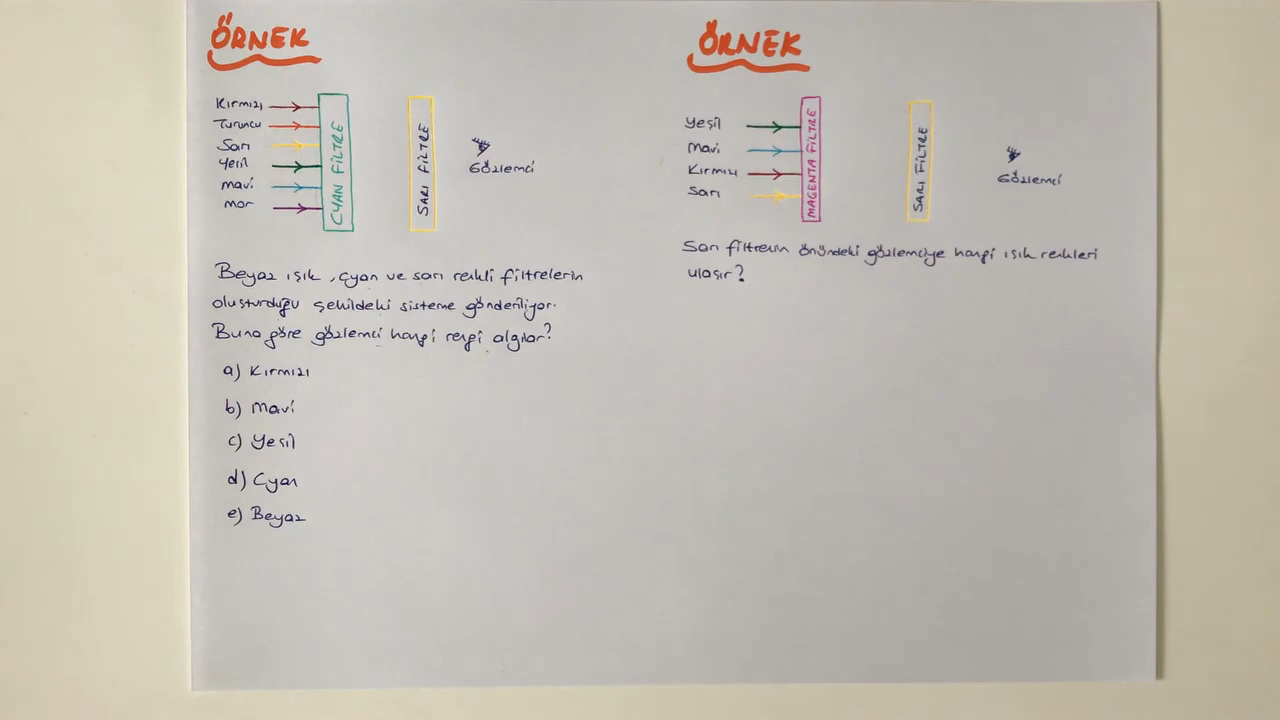 ÖRNEK
Kırmızı
Turuncu
Sarı
Yeşil
mavi
mor
CYAN FİLTRE
SARI FİLTRE
Gözlemci
Beyaz ışık, cyan ve sarı renkli filtrelerin
oluşturduğu şekildeki sisteme gönderiliyor.
Buna göre gözlemci hangi rengi algılar?
a) Kırmızı
b) Mavi
c) Yeşil
d) Cyan
e) Beyaz
ÖRNEK
Yeşil
Mavi
Kırmızı
Sarı
MAGENTA FİLTRE
SARI FİLTRE
Gözlemci
Sarı filtrenin önündeki gözlemciye hangi ışık renkleri
ulaşır?